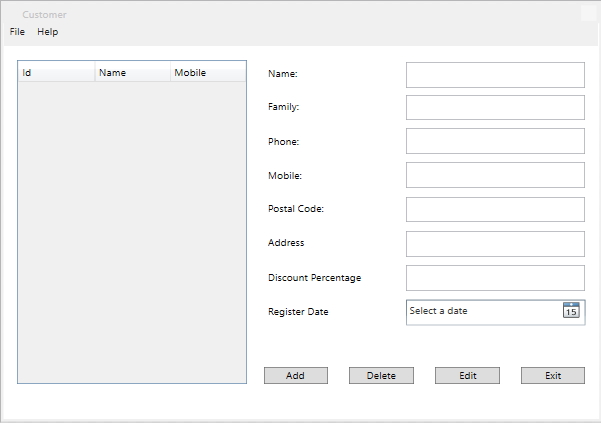 Customer
File Help
Id Name Mobile
Name:
Family:
Phone:
Mobile:
Postal Code:
Address
Discount Percentage
Register Date Select a date 15
Add Delete Edit Exit